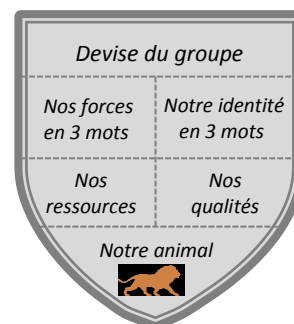 Devise du groupe
Nos forces
en 3 mots
Notre identité
en 3 mots
Nos
ressources
Nos
qualités
Notre animal